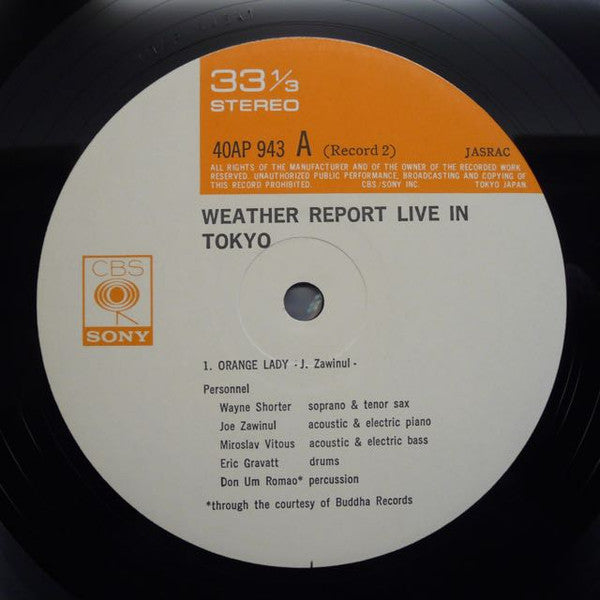 33 1/3
STEREO
40AP 943 A (Record 2) JASRAC
ALL RIGHTS OF THE MANUFACTURER AND OF THE OWNER OF THE RECORDED WORK
RESERVED. UNAUTHORIZED PUBLIC PERFORMANCE, BROADCASTING AND COPYING OF
THIS RECORD PROHIBITED. CBS/SONY INC. TOKYO JAPAN.
WEATHER REPORT LIVE IN
TOKYO
CBS
SONY
1. ORANGE LADY - J. Zawinul -
Personnel
Wayne Shorter soprano & tenor sax
Joe Zawinul acoustic & electric piano
Miroslav Vitous acoustic & electric bass
Eric Gravatt drums
Don Um Romao* percussion
*through the courtesy of Buddha Records